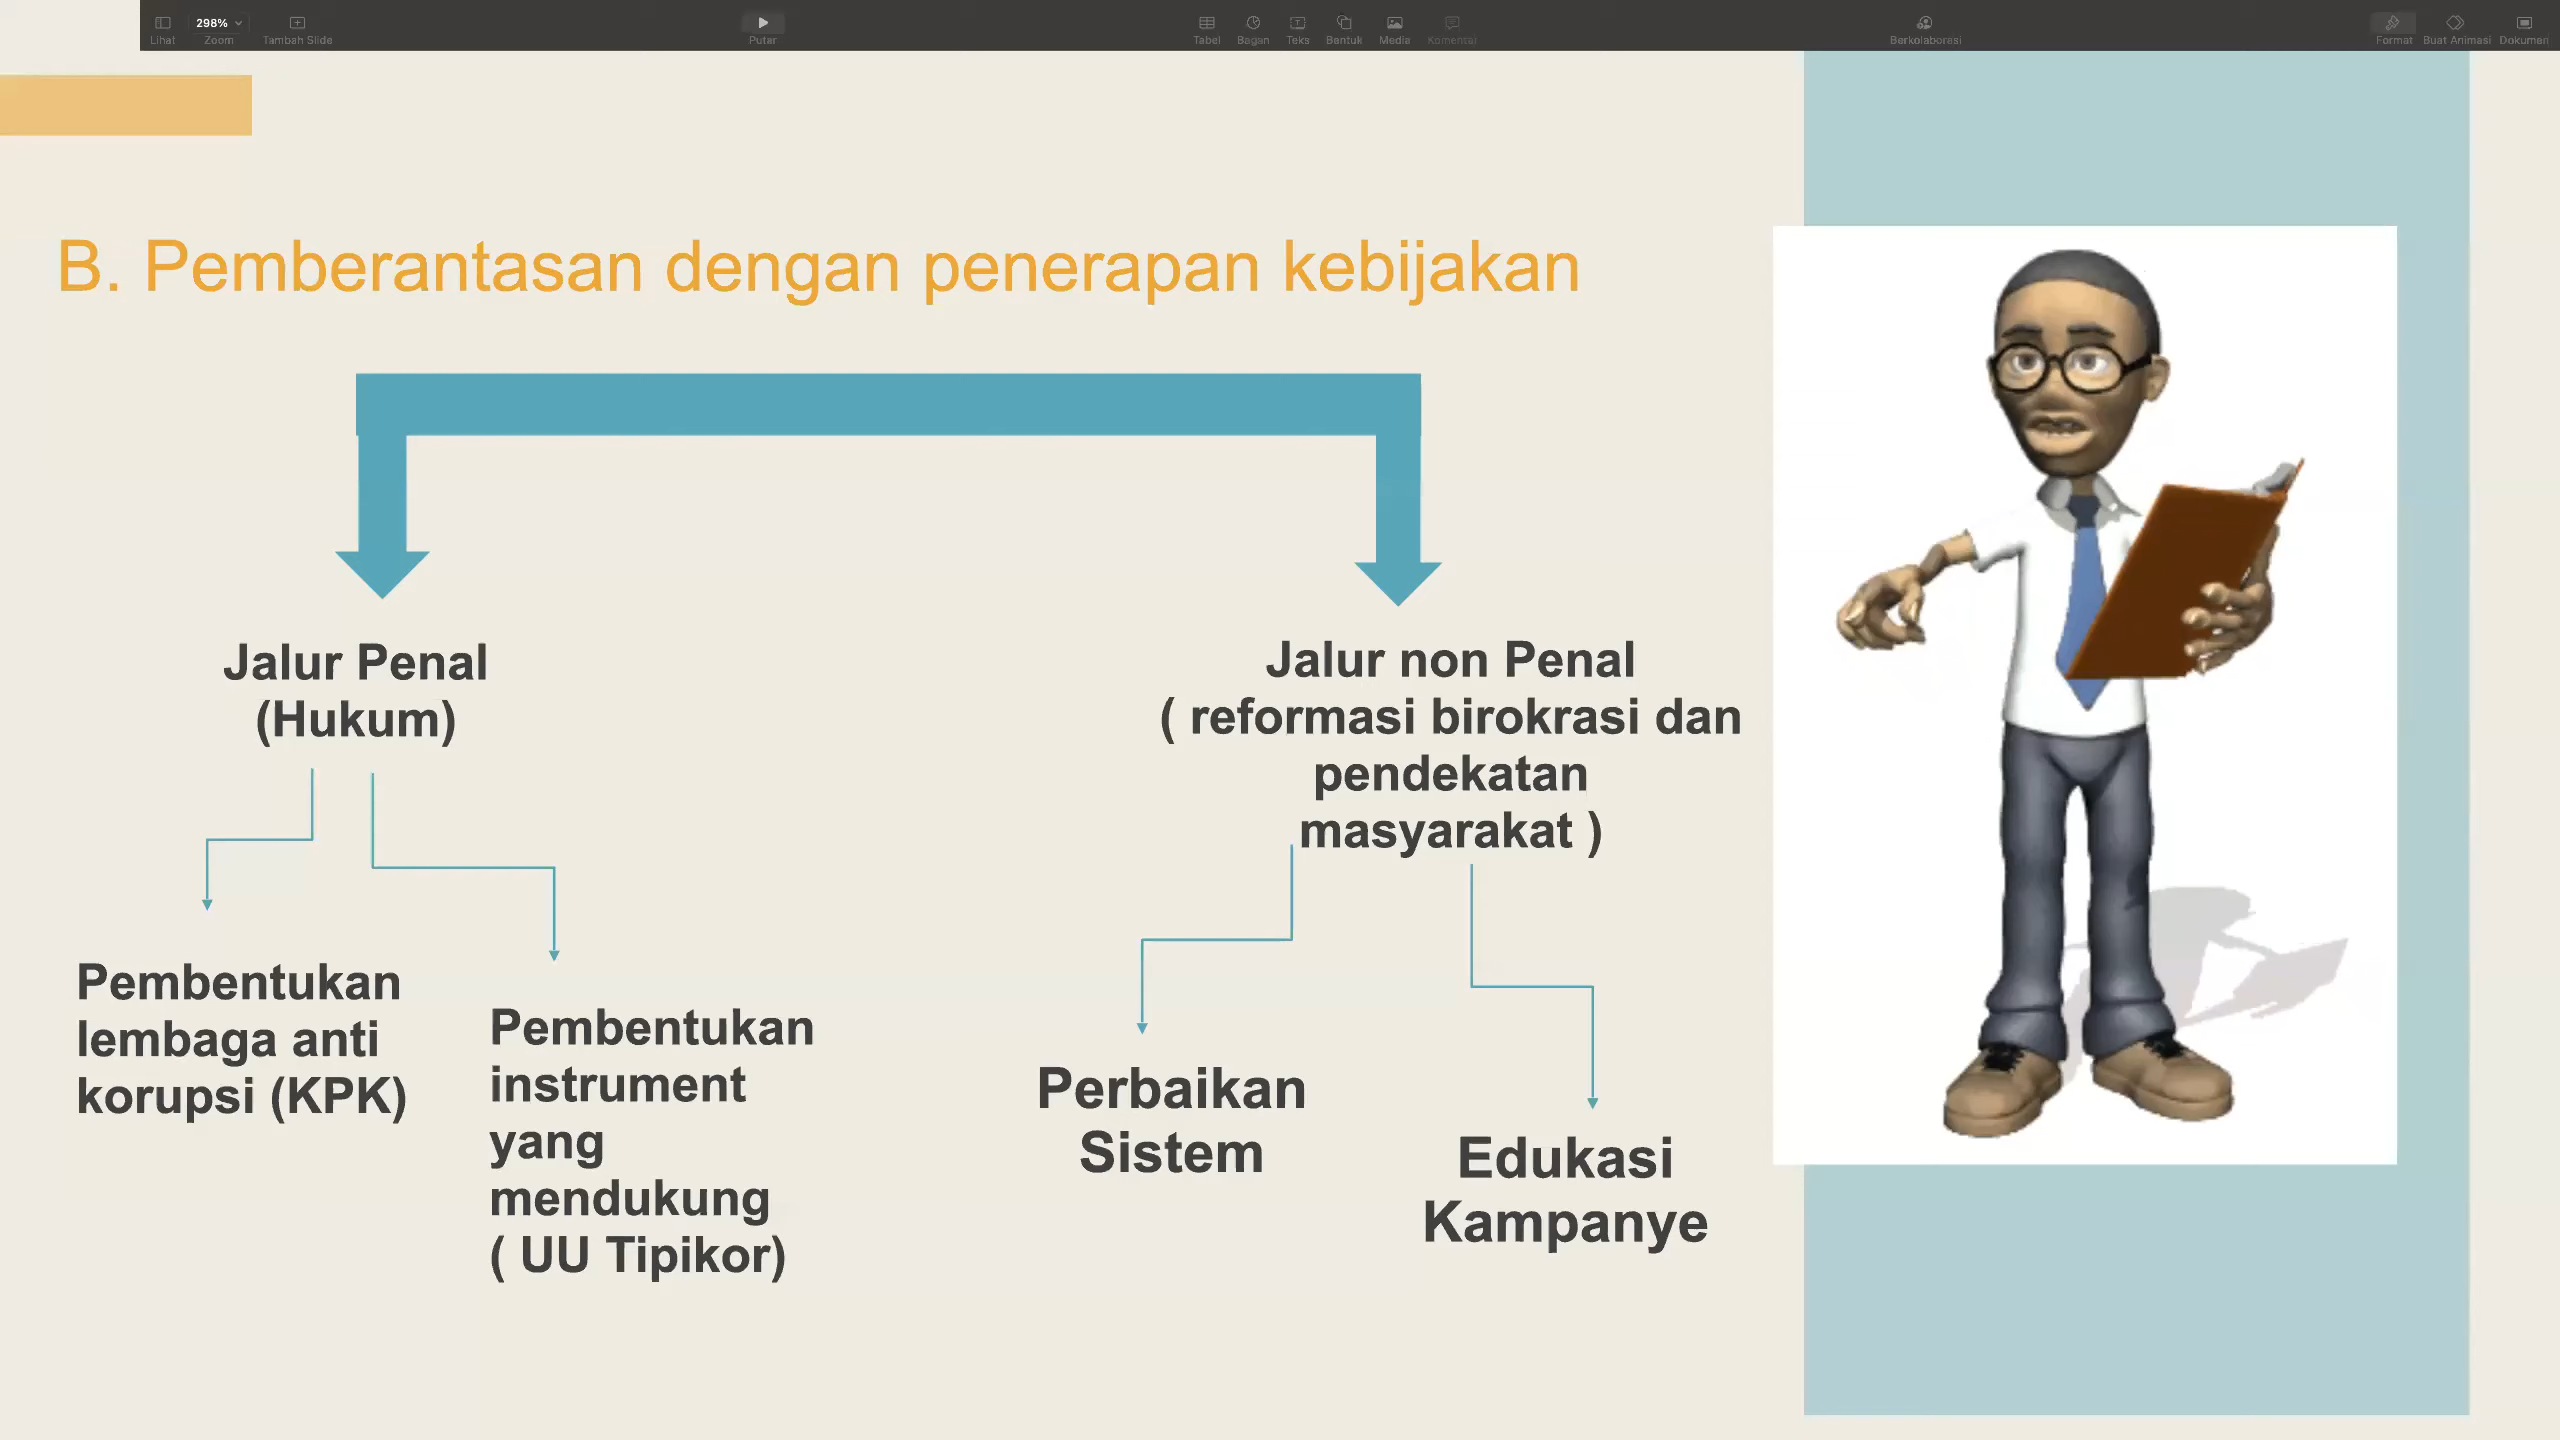 298%
Lihat
Zoom
Tambah Slide
Putar
Tabel
Bagan
Teks
Bentuk
Media
Komentar
Berkolaborasi
Format
Buat Animasi
Dokumen
B. Pemberantasan dengan penerapan kebijakan
Jalur Penal
(Hukum)
Jalur non Penal
( reformasi birokrasi dan
pendekatan
masyarakat )
Pembentukan
lembaga anti
korupsi (KPK)
Pembentukan
instrument
yang
mendukung
( UU Tipikor)
Perbaikan
Sistem
Edukasi
Kampanye